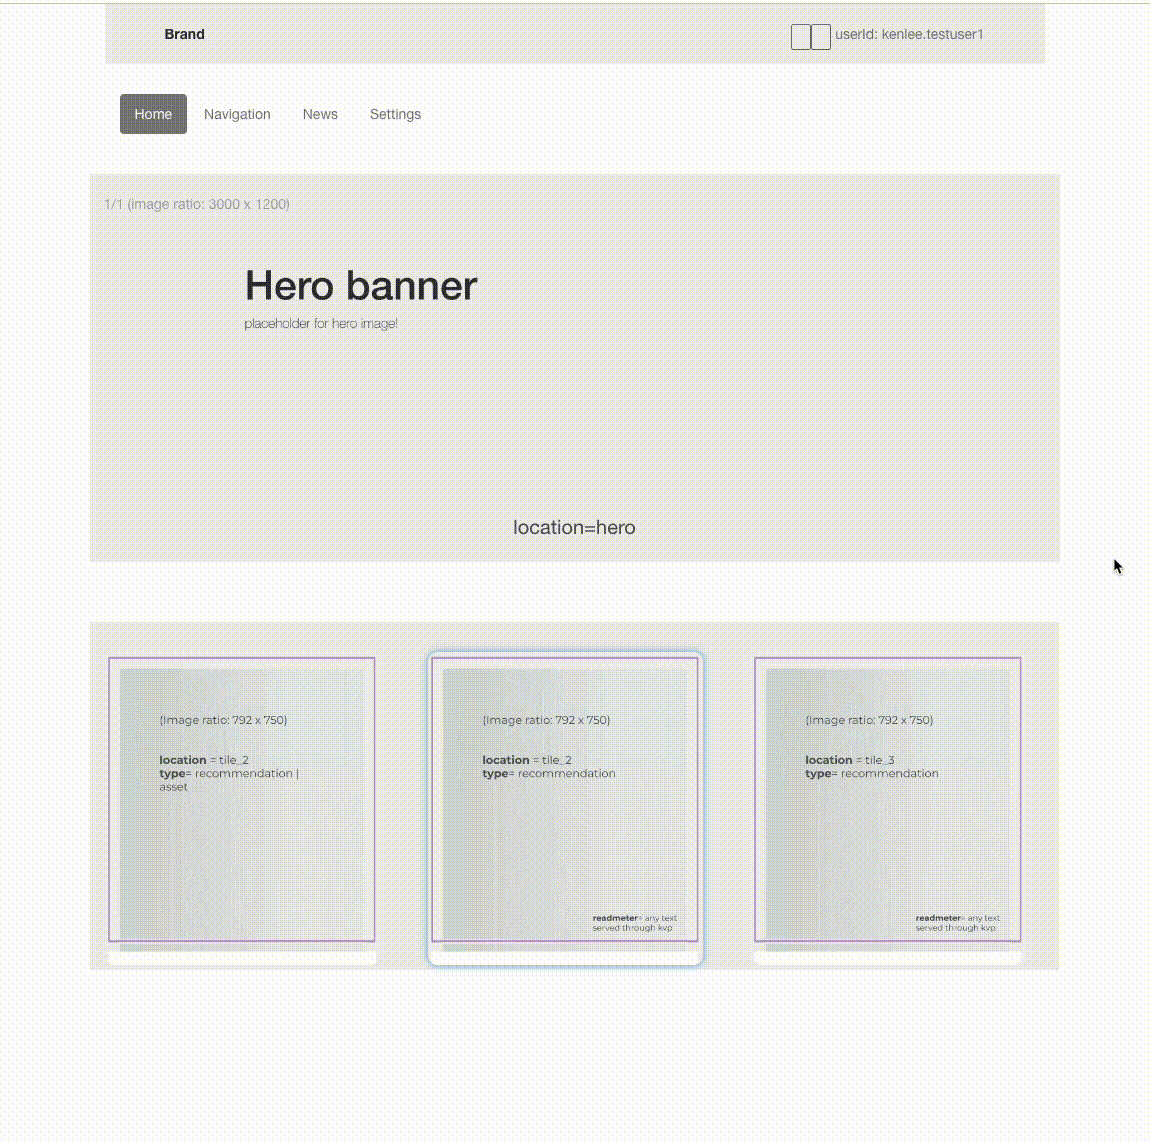 Brand
userId: kenlee.testuser1
Home Navigation News Settings
1/1 (image ratio: 3000 x 1200)
Hero banner
placeholder for hero image!
location=hero
(Image ratio: 792 x 750)
location = tile_2
type= recommendation |
asset
(Image ratio: 792 x 750)
location = tile_2
type= recommendation
readmeter= any text
served through kvp
(Image ratio: 792 x 750)
location = tile_3
type= recommendation
readmeter= any text
served through kvp